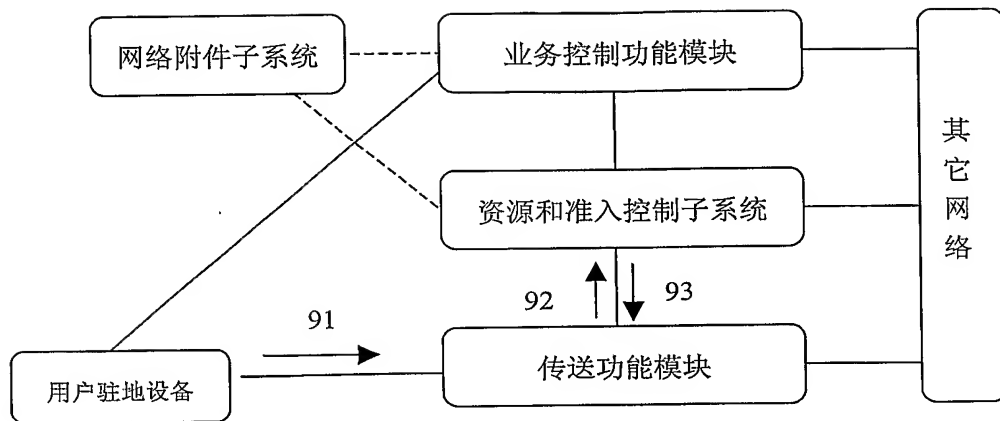 网络附件子系统
业务控制功能模块
其它网络
资源和准入控制子系统
92
93
91
传送功能模块
用户驻地设备